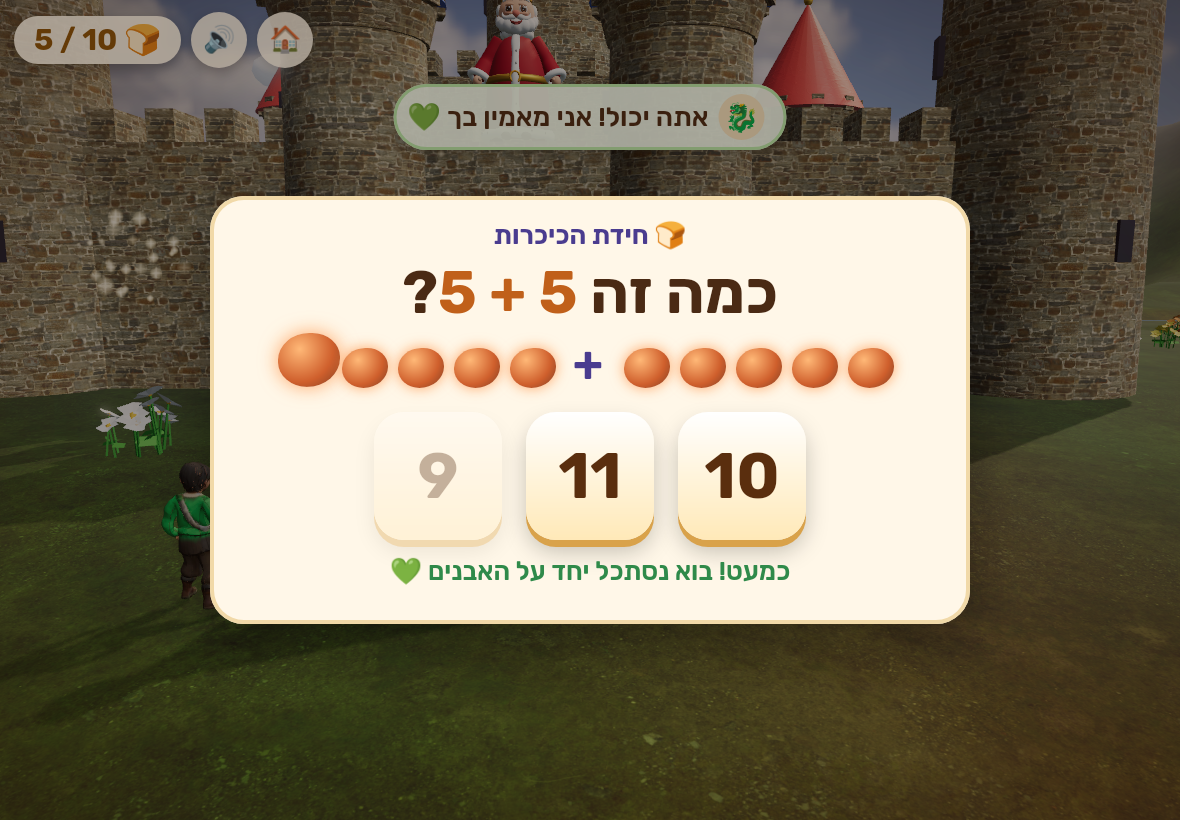 5 / 10 🍞
אתה יכול! אני מאמין בך 💚
🍞 חידת הכיכרות
כמה זה 5 + 5?
+
10 11 9
כמעט! בוא נסתכל יחד על האבנים 💚